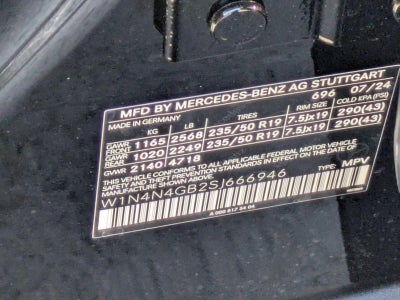 MFD BY MERCEDES-BENZ AG STUTTGART
696 07/24
MADE IN GERMANY
KG LB TIRES RIM SIZE COLD KPA(PSI)
GAWR FRONT 1165 2568 235/50 R19 7.5Jx19 290(43)
GAWR REAR 1020 2249 235/50 R19 7.5Jx19 290(43)
GVWR 2140 4718
THIS VEHICLE CONFORMS TO ALL APPLICABLE FEDERAL MOTOR VEHICLE
SAFETY AND THEFT PREVENTION STANDARDS IN EFFECT ON THE DATE OF
MANUFACTURE SHOWN ABOVE. TYPE: MPV
W1N4N4GB2SJ666946